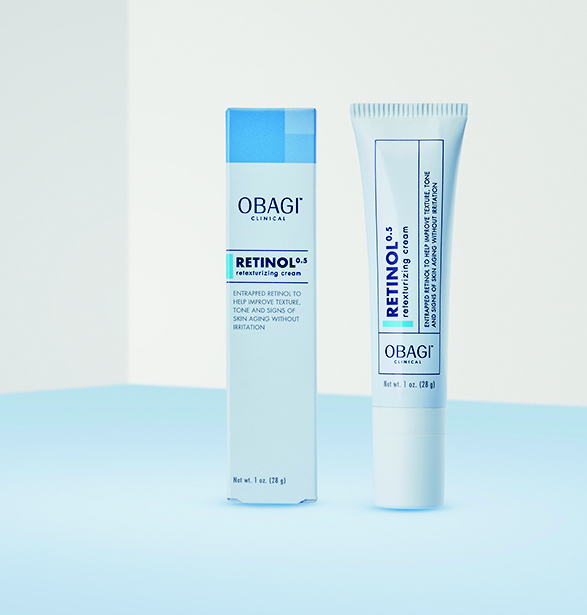 OBAGI™
CLINICAL
RETINOL0.5
retexturizing cream
ENTRAPPED RETINOL TO
HELP IMPROVE TEXTURE,
TONE AND SIGNS OF
SKIN AGING WITHOUT
IRRITATION
Net wt. 1 oz. (28 g)
RETINOL0.5
retexturizing cream
ENTRAPPED RETINOL TO HELP IMPROVE TEXTURE, TONE
AND SIGNS OF SKIN AGING WITHOUT IRRITATION
OBAGI™
CLINICAL
Net wt. 1 oz. (28 g)